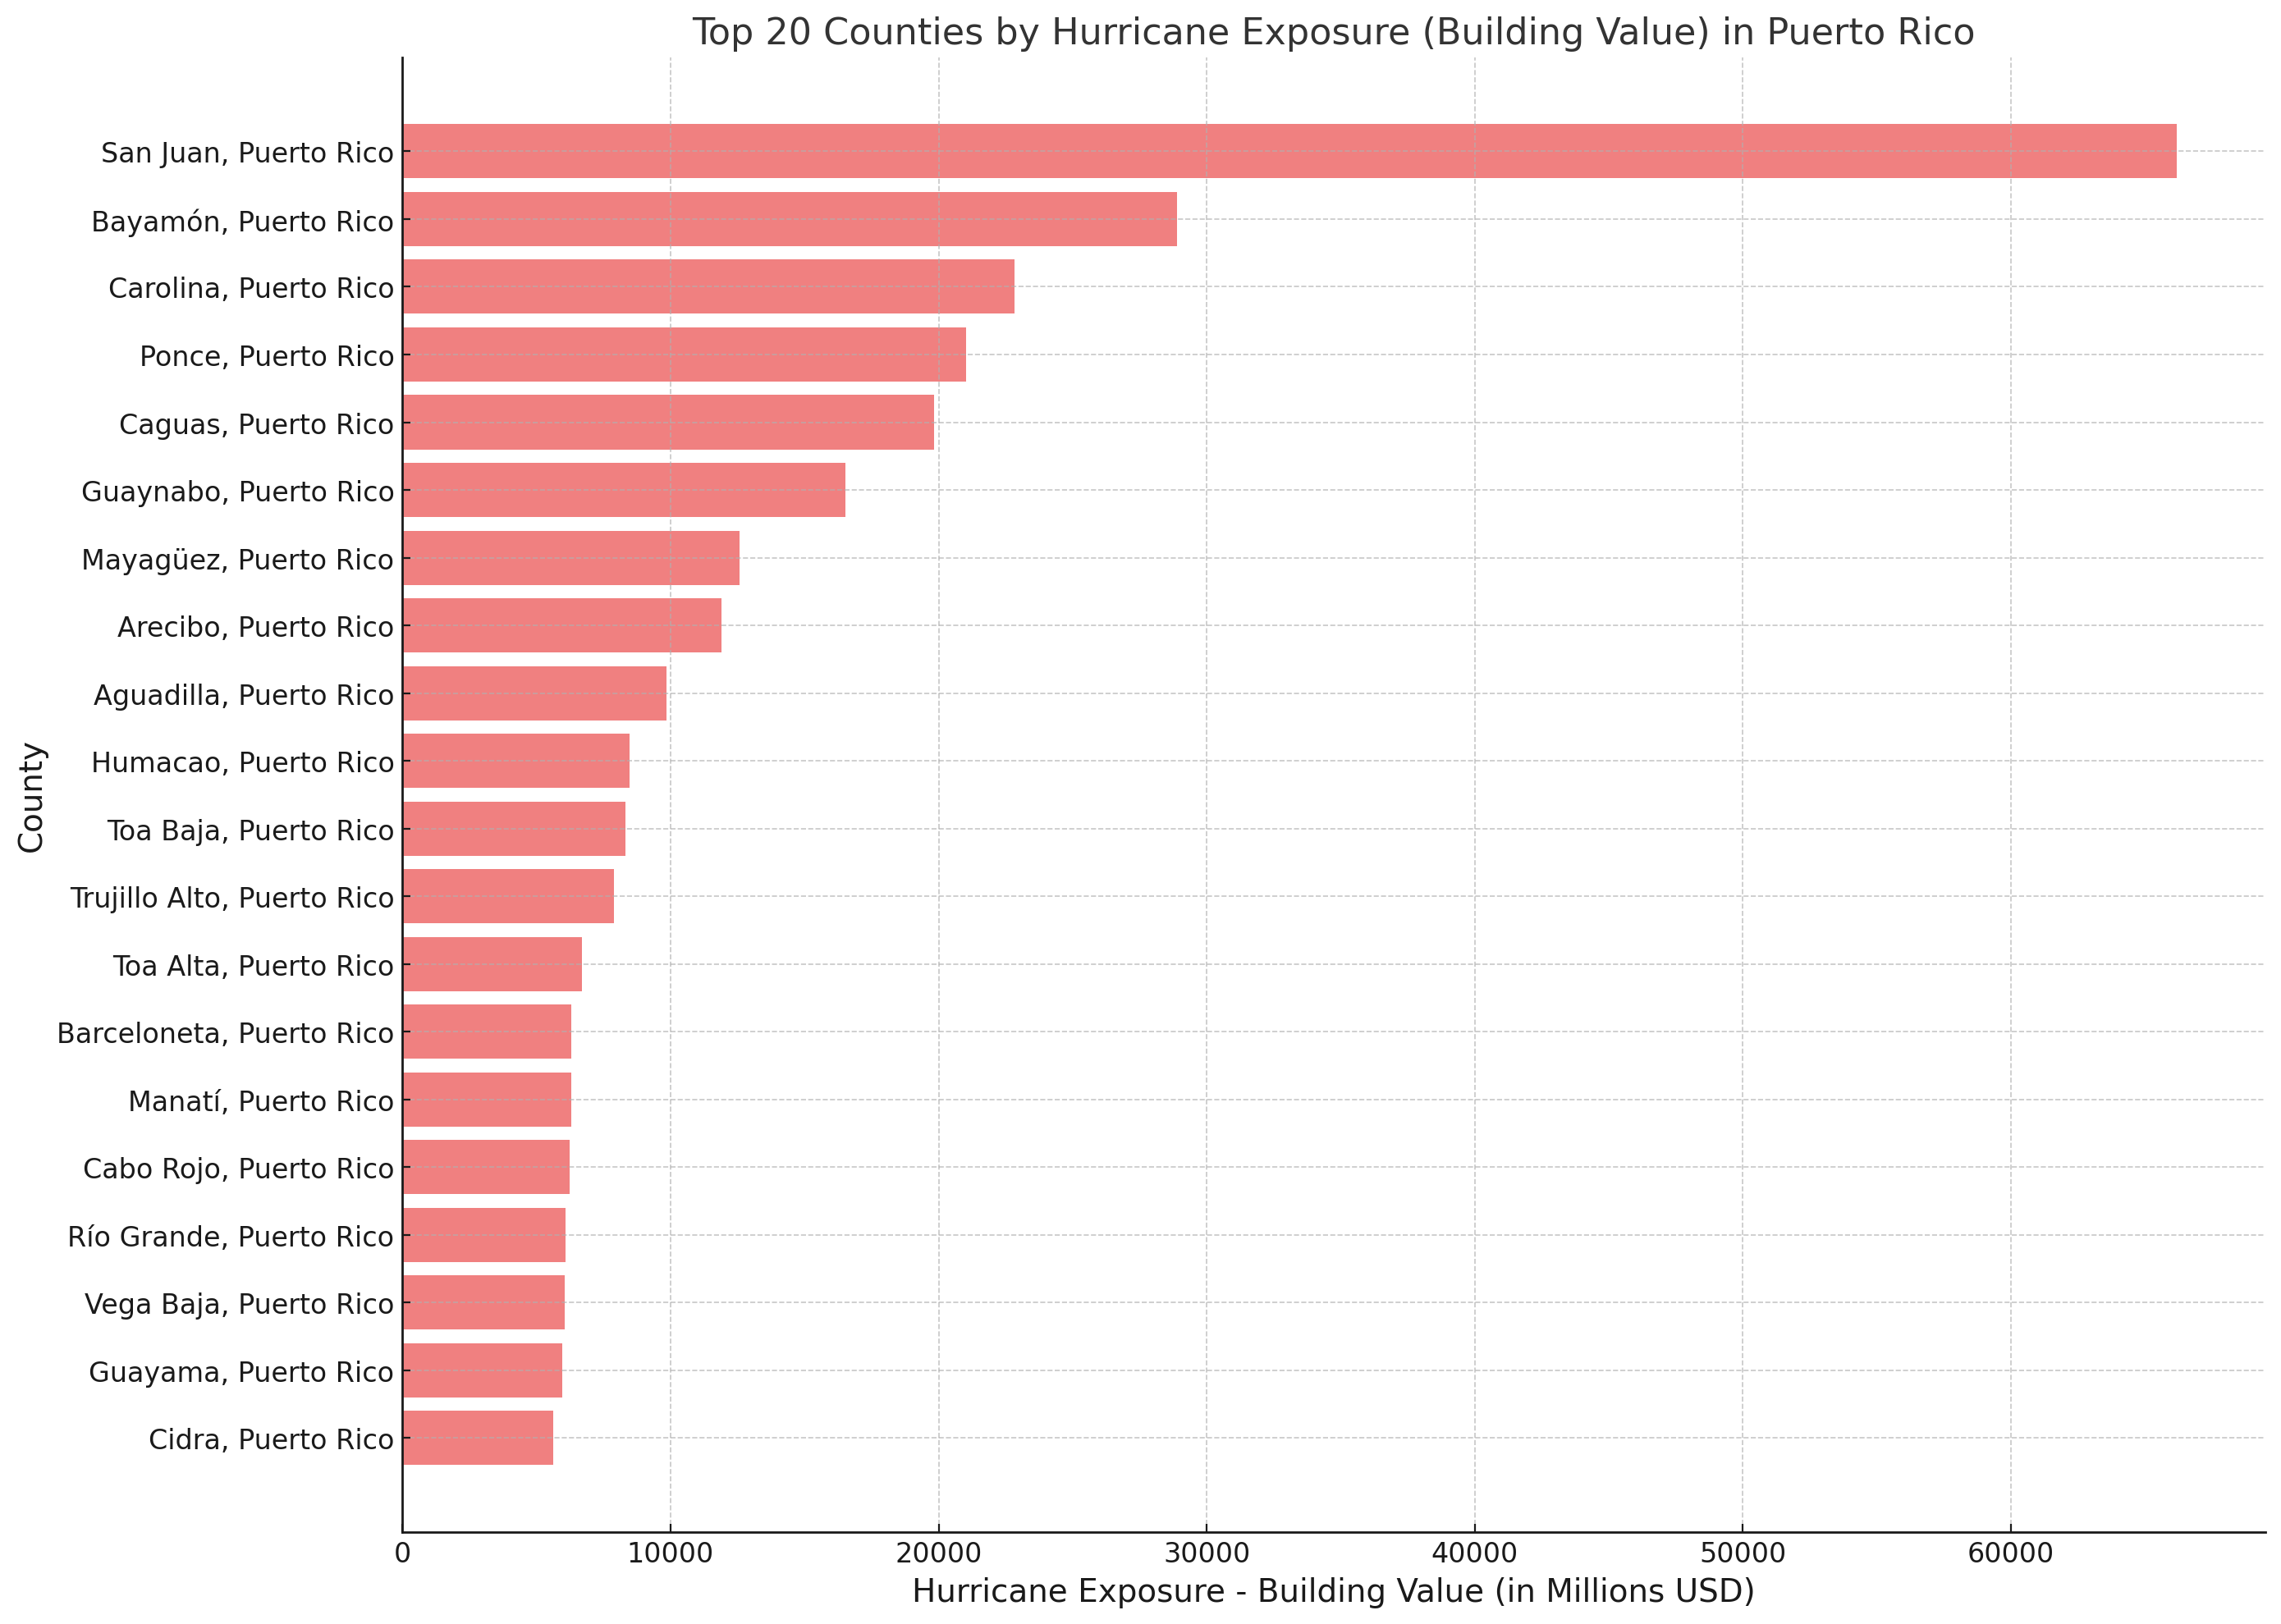 Top 20 Counties by Hurricane Exposure (Building Value) in Puerto Rico
County
San Juan, Puerto Rico
Bayamón, Puerto Rico
Carolina, Puerto Rico
Ponce, Puerto Rico
Caguas, Puerto Rico
Guaynabo, Puerto Rico
Mayagüez, Puerto Rico
Arecibo, Puerto Rico
Aguadilla, Puerto Rico
Humacao, Puerto Rico
Toa Baja, Puerto Rico
Trujillo Alto, Puerto Rico
Toa Alta, Puerto Rico
Barceloneta, Puerto Rico
Manatí, Puerto Rico
Cabo Rojo, Puerto Rico
Río Grande, Puerto Rico
Vega Baja, Puerto Rico
Guayama, Puerto Rico
Cidra, Puerto Rico
0 10000 20000 30000 40000 50000 60000
Hurricane Exposure - Building Value (in Millions USD)